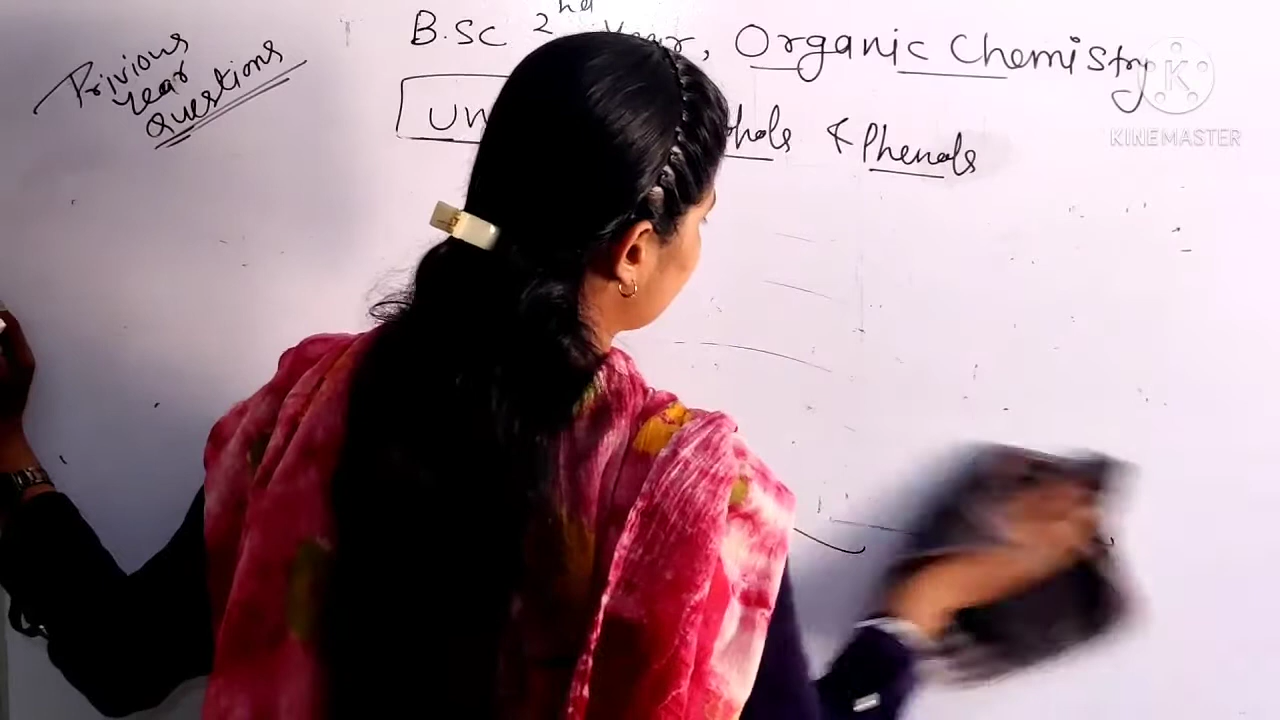 B.Sc 2nd Year, Organic Chemistry
Privious
Year
Questions
Phenols
KINEMASTER